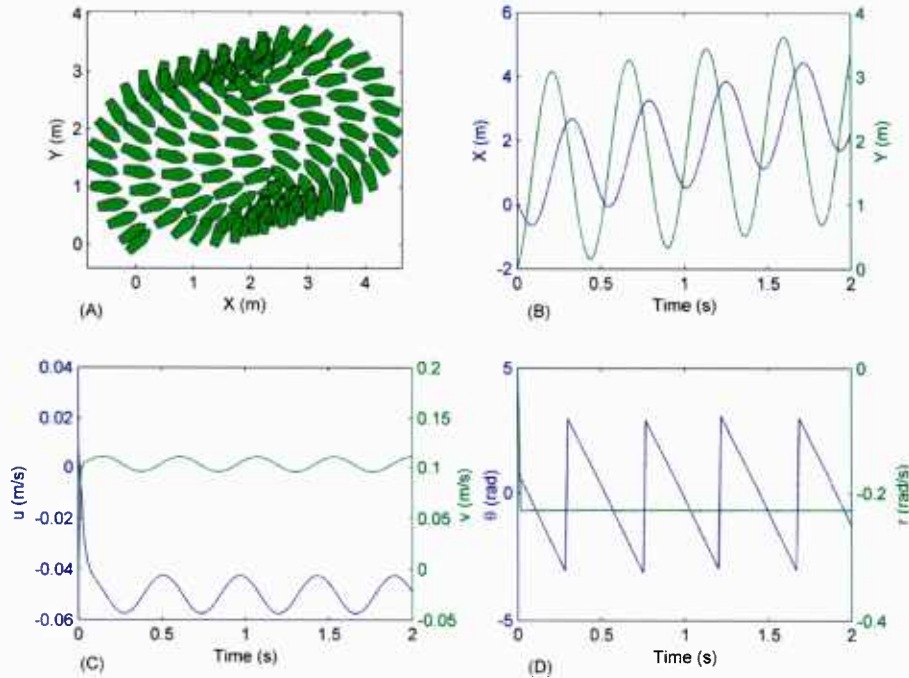 4
3
2
1
0
Y (m)
0 1 2 3 4
X (m)
(A)
6
4
2
0
-2
X (m)
4
3
2
1
0
Y (m)
0 0.5 1 1.5 2
Time (s)
(B)
0.04
0.02
0
-0.02
-0.04
-0.06
u (m/s)
0.2
0.15
0.1
0.05
0
-0.05
v (m/s)
0 0.5 1 1.5 2
Time (s)
(C)
5
0
-5
θ (rad)
0
-0.2
-0.4
r (rad/s)
0 0.5 1 1.5 2
Time (s)
(D)